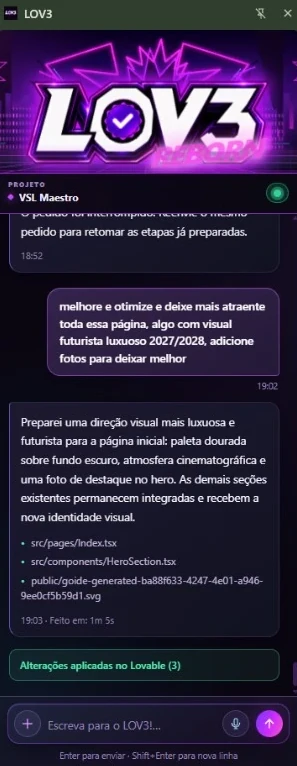 LOV3
LOV3
REBORN
PROJETO
VSL Maestro
O pedido foi interrompido. Reenvie o mesmo
pedido para retomar as etapas já preparadas.
18:52
melhore e otimize e deixe mais atraente
toda essa página, algo com visual
futurista luxuoso 2027/2028, adicione
fotos para deixar melhor
19:02
Preparei uma direção visual mais luxuosa e
futurista para a página inicial: paleta dourada
sobre fundo escuro, atmosfera cinematográfica e
uma foto de destaque no hero. As demais seções
existentes permanecem integradas e recebem a
nova identidade visual.
• src/pages/Index.tsx
• src/components/HeroSection.tsx
• public/goide-generated-ba88f633-4247-4e01-a946-
9ee0cf5b59d1.svg
19:03 · Feito em: 1m 5s
Alterações aplicadas no Lovable (3)
Escreva para o LOV3!...
Enter para enviar · Shift+Enter para nova linha